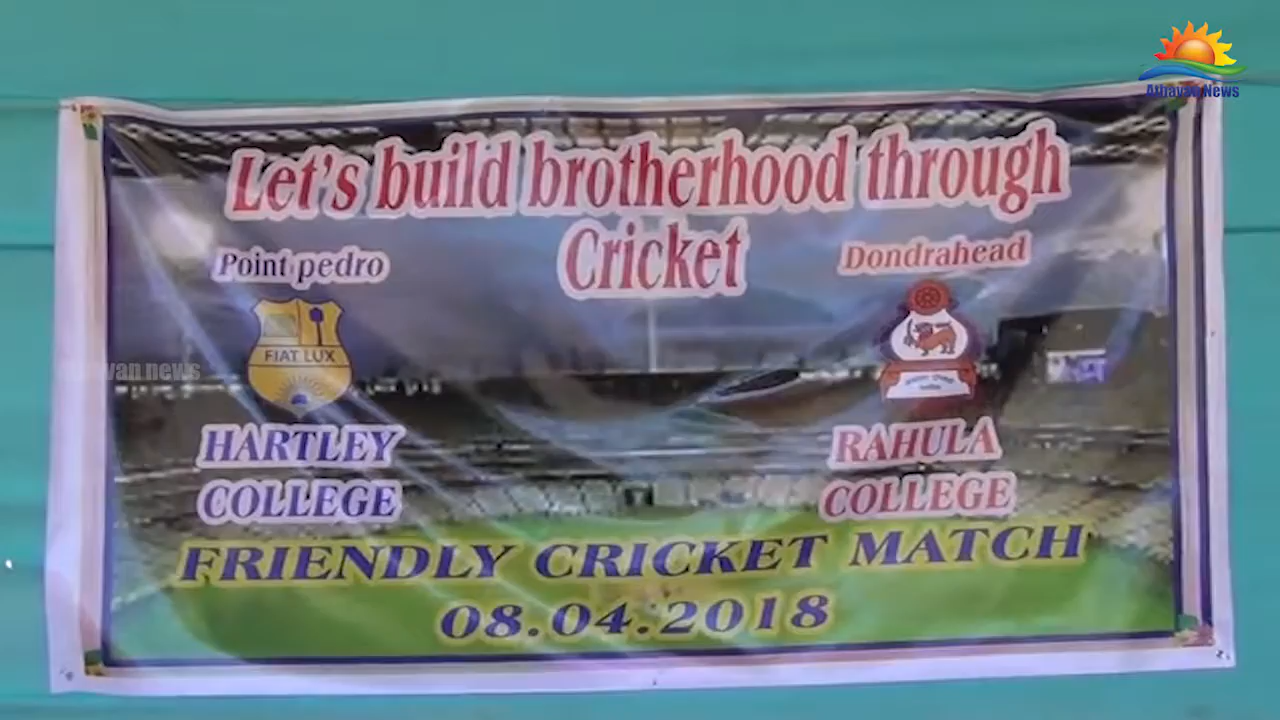 Athavan News
Let's build brotherhood through
Cricket
Point pedro
Dondrahead
FIAT LUX
van news
HARTLEY
COLLEGE
RAHULA
COLLEGE
FRIENDLY CRICKET MATCH
08.04.2018